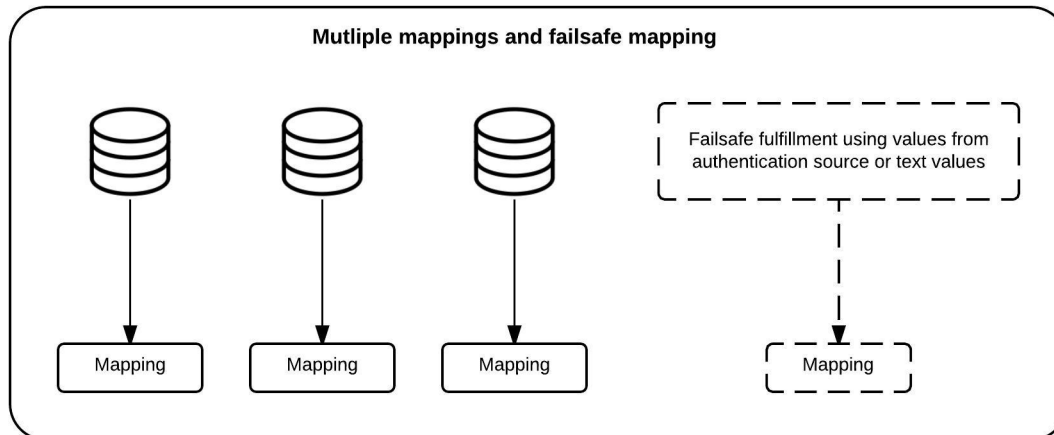 Mutliple mappings and failsafe mapping
Failsafe fulfillment using values from
authentication source or text values
Mapping
Mapping
Mapping
Mapping